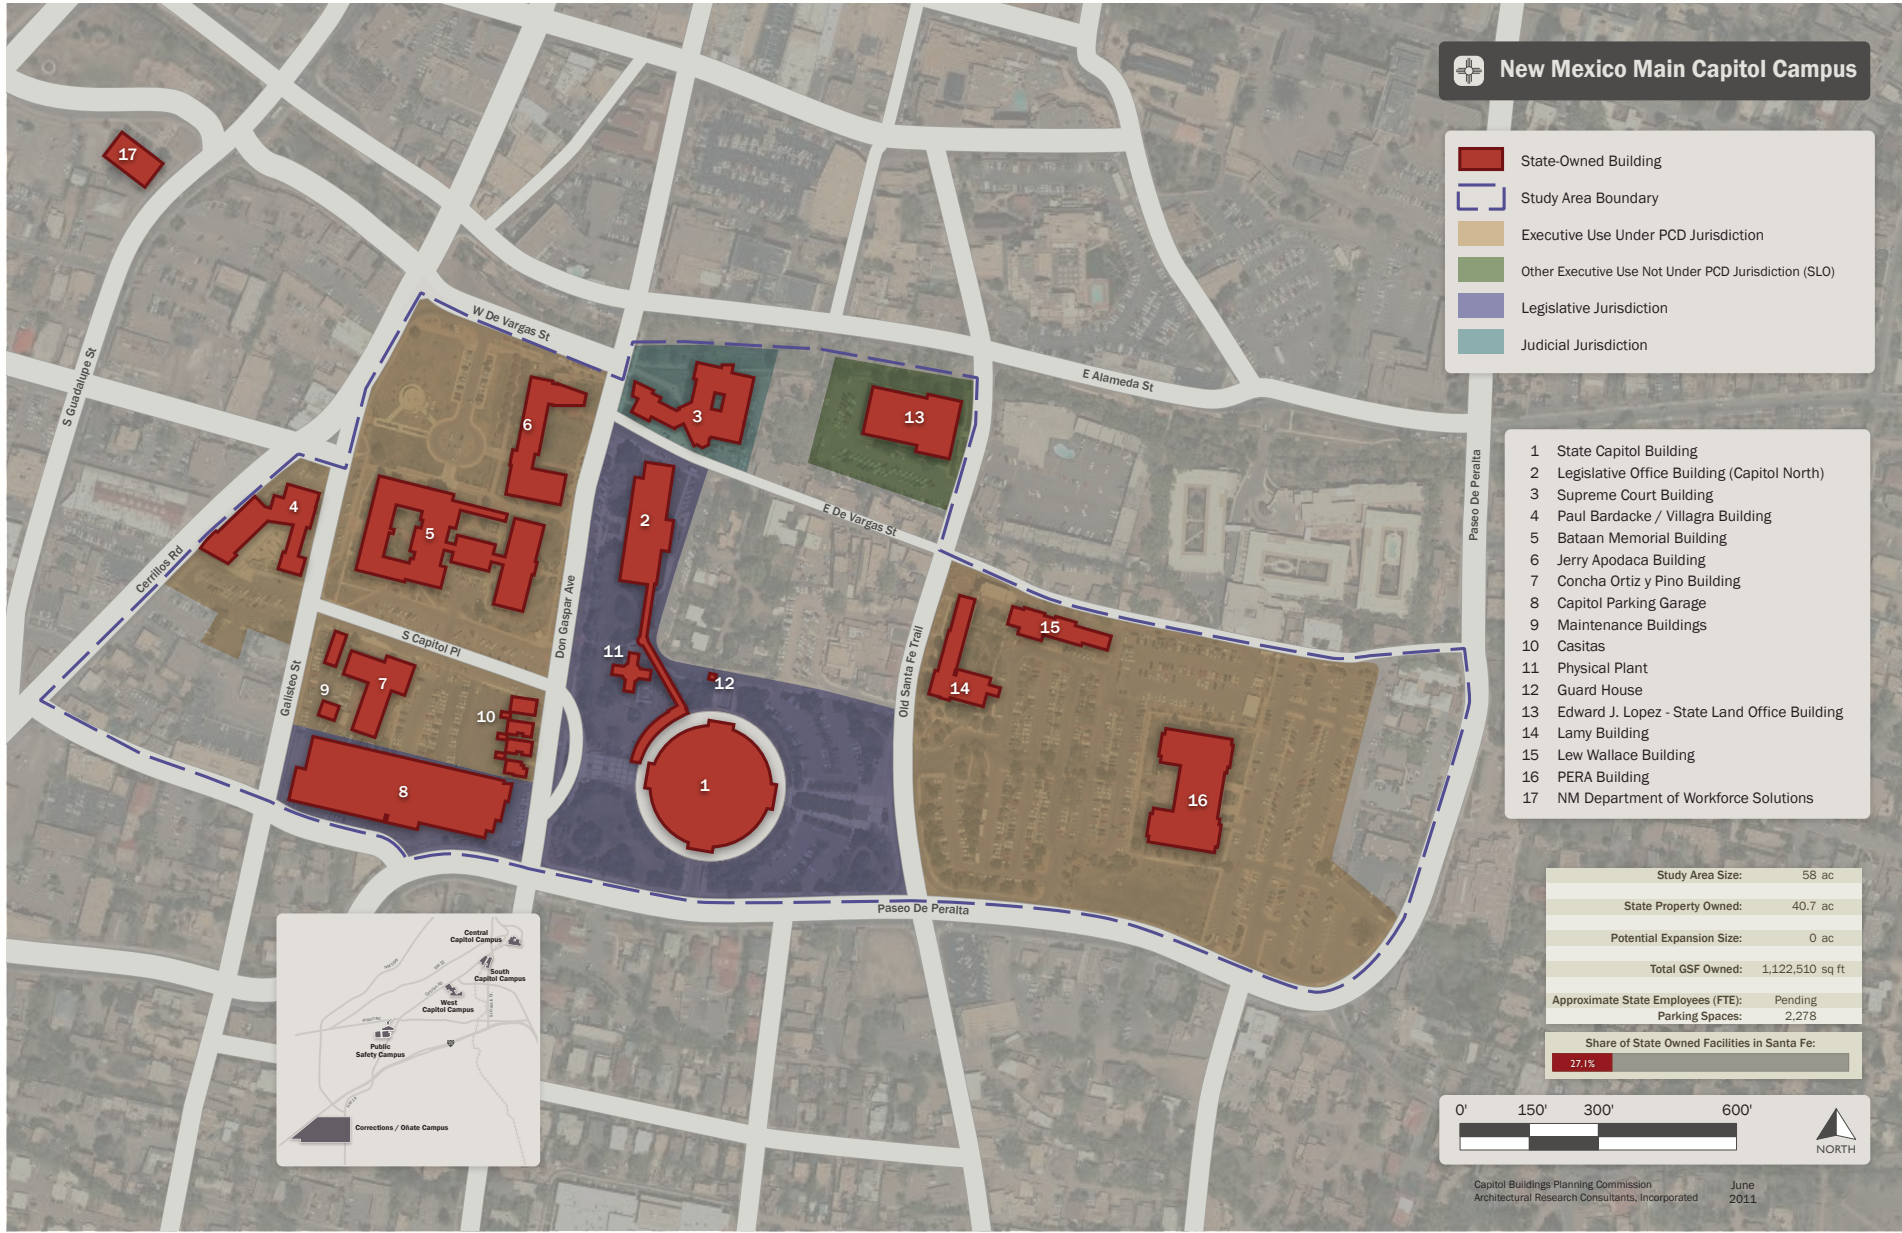 New Mexico Main Capitol Campus
State-Owned Building
Study Area Boundary
Executive Use Under PCD Jurisdiction
Other Executive Use Not Under PCD Jurisdiction (SLO)
Legislative Jurisdiction
Judicial Jurisdiction
1 State Capitol Building
2 Legislative Office Building (Capitol North)
3 Supreme Court Building
4 Paul Bardacke / Villagra Building
5 Bataan Memorial Building
6 Jerry Apodaca Building
7 Concha Ortiz y Pino Building
8 Capitol Parking Garage
9 Maintenance Buildings
10 Casitas
11 Physical Plant
12 Guard House
13 Edward J. Lopez - State Land Office Building
14 Lamy Building
15 Lew Wallace Building
16 PERA Building
17 NM Department of Workforce Solutions
Study Area Size: 58 ac
State Property Owned: 40.7 ac
Potential Expansion Size: 0 ac
Total GSF Owned: 1,122,510 sq ft
Approximate State Employees (FTE): Pending
Parking Spaces: 2,278
Share of State Owned Facilities in Santa Fe:
27.1%
0' 150' 300' 600'
NORTH
Capitol Buildings Planning Commission
Architectural Research Consultants, Incorporated
June
2011
17
W De Vargas St
S Guadalupe St
E Alameda St
6
3
13
4
5
2
E De Vargas St
Paseo De Peralta
Cerrillos Rd
Don Gaspar Ave
S Capitol Pl
15
11
12
14
Old Santa Fe Trail
Galisteo St
9
7
10
8
1
16
Paseo De Peralta
Central
Capitol Campus
South
Capitol Campus
West
Capitol Campus
Public
Safety Campus
Corrections / Oñate Campus